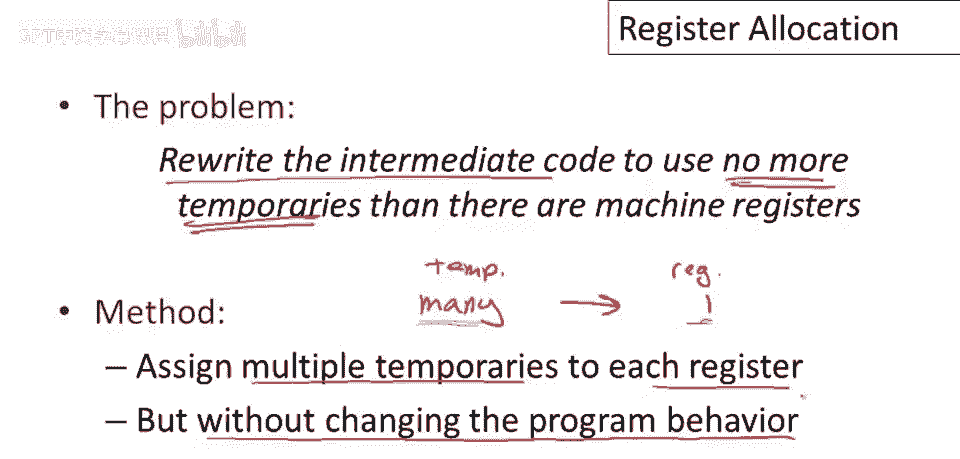 Register Allocation
• The problem:
Rewrite the intermediate code to use no more
temporaries than there are machine registers
temp. reg.
• Method: many → 1
– Assign multiple temporaries to each register
– But without changing the program behavior